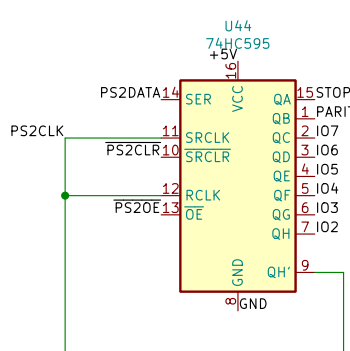 U44
74HC595
+5V
16
VCC
PS2DATA 14 SER QA 15 STOP
QB 1
PS2CLK 11 SRCLK QC 2 IO7
PS2CLR 10 SRCLR QD 3 IO6
QE 4 IO5
12 RCLK QF 5 IO4
PS2OE 13 OE QG 6 IO3
QH 7 IO2
GND
QH' 9
8 GND